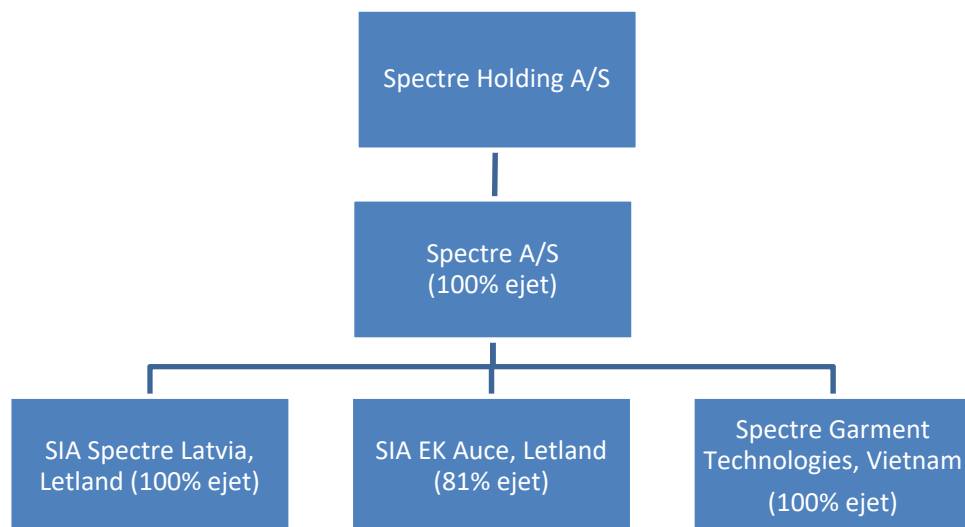 Spectre Holding A/S
Spectre A/S
(100% ejet)
SIA Spectre Latvia,
Letland (100% ejet)
SIA EK Auce, Letland
(81% ejet)
Spectre Garment
Technologies, Vietnam
(100% ejet)